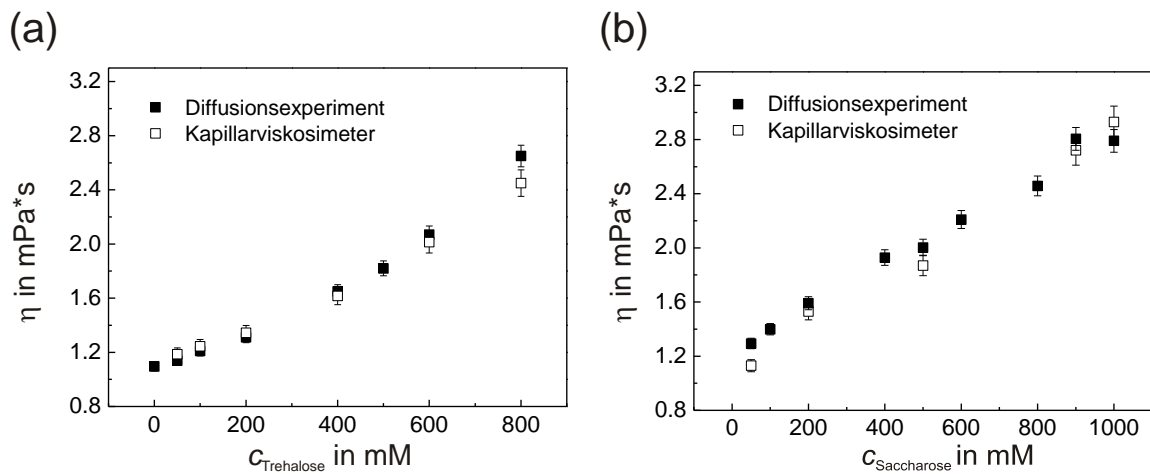 (a)
3.2
2.8
2.4
2.0
1.6
1.2
0.8
η in mPa*s
Diffusionsexperiment
Kapillarviskosimeter
0 200 400 600 800
c Trehalose in mM
(b)
3.2
2.8
2.4
2.0
1.6
1.2
0.8
η in mPa*s
Diffusionsexperiment
Kapillarviskosimeter
0 200 400 600 800 1000
c Saccharose in mM